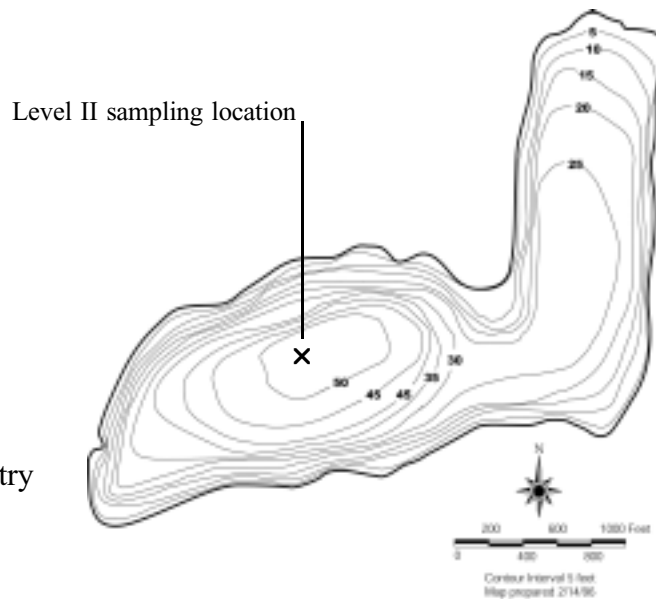 5
10
15
Level II sampling location
20
25
30
35
50
45
45
try
N
200 600 1000 Feet
0 400 800
Contour Interval 5 feet
Map prepared 2/14/96